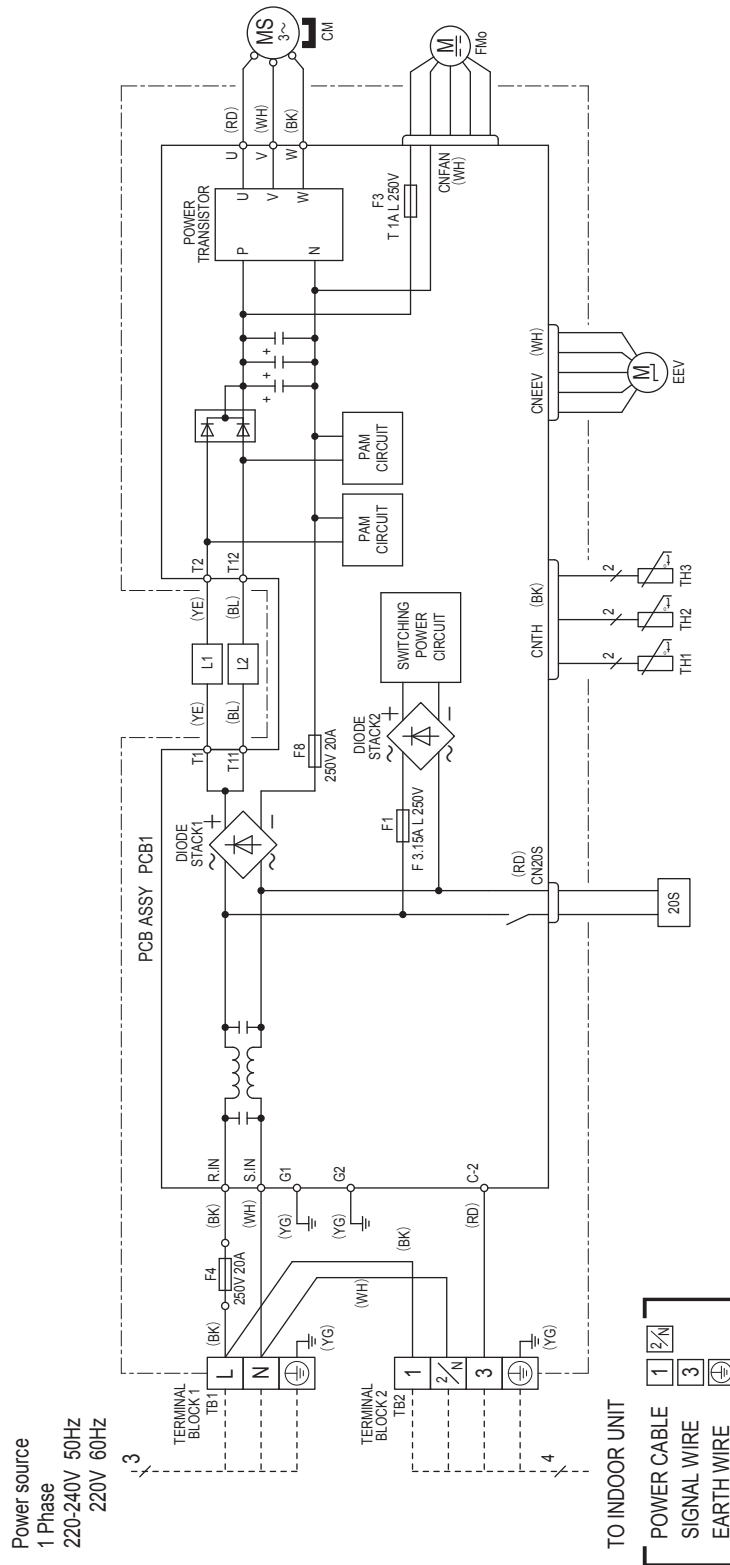 Power source
1 Phase
220-240V 50Hz
220V 60Hz
3
TERMINAL
BLOCK 1
TB1
L
N
(YG)
(BK)
F4
250V 20A
(BK)
(WH)
R.IN
S.IN
G1
(YG)
G2
(YG)
C-2
(RD)
(BK)
(WH)
TERMINAL
BLOCK 2
TB2
1
2/N
3
(YG)
4
TO INDOOR UNIT
POWER CABLE 1 2/N
SIGNAL WIRE 3
EARTH WIRE
PCB ASSY PCB1
DIODE
STACK1
~ + ~ −
T1
T11
(YE)
(BL)
L1
L2
(YE)
(BL)
T2
T12
F8
250V 20A
F1
F 3.15A L 250V
DIODE
STACK2
~ + ~ −
SWITCHING
POWER
CIRCUIT
PAM
CIRCUIT
PAM
CIRCUIT
+ + +
POWER
TRANSISTOR
P
N
U
V
W
U
V
W
(RD)
(WH)
(BK)
MS
3~
CM
F3
T 1A L 250V
CNFAN
(WH)
M
FMo
(RD)
CN20S
20S
CNTH (BK)
2
2
2
TH1
TH2
TH3
CNEEV (WH)
M
EEV